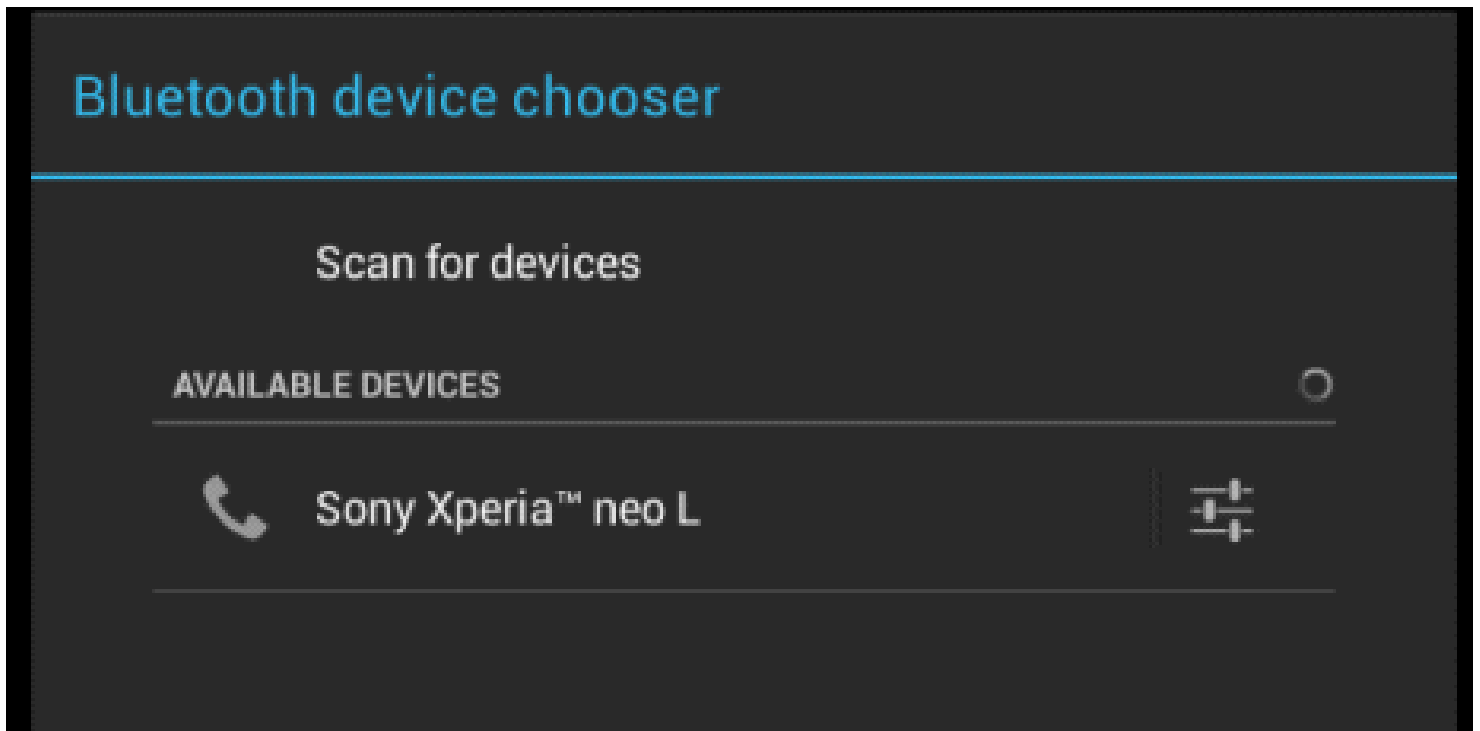 Bluetooth device chooser
Scan for devices
AVAILABLE DEVICES
Sony Xperia™ neo L